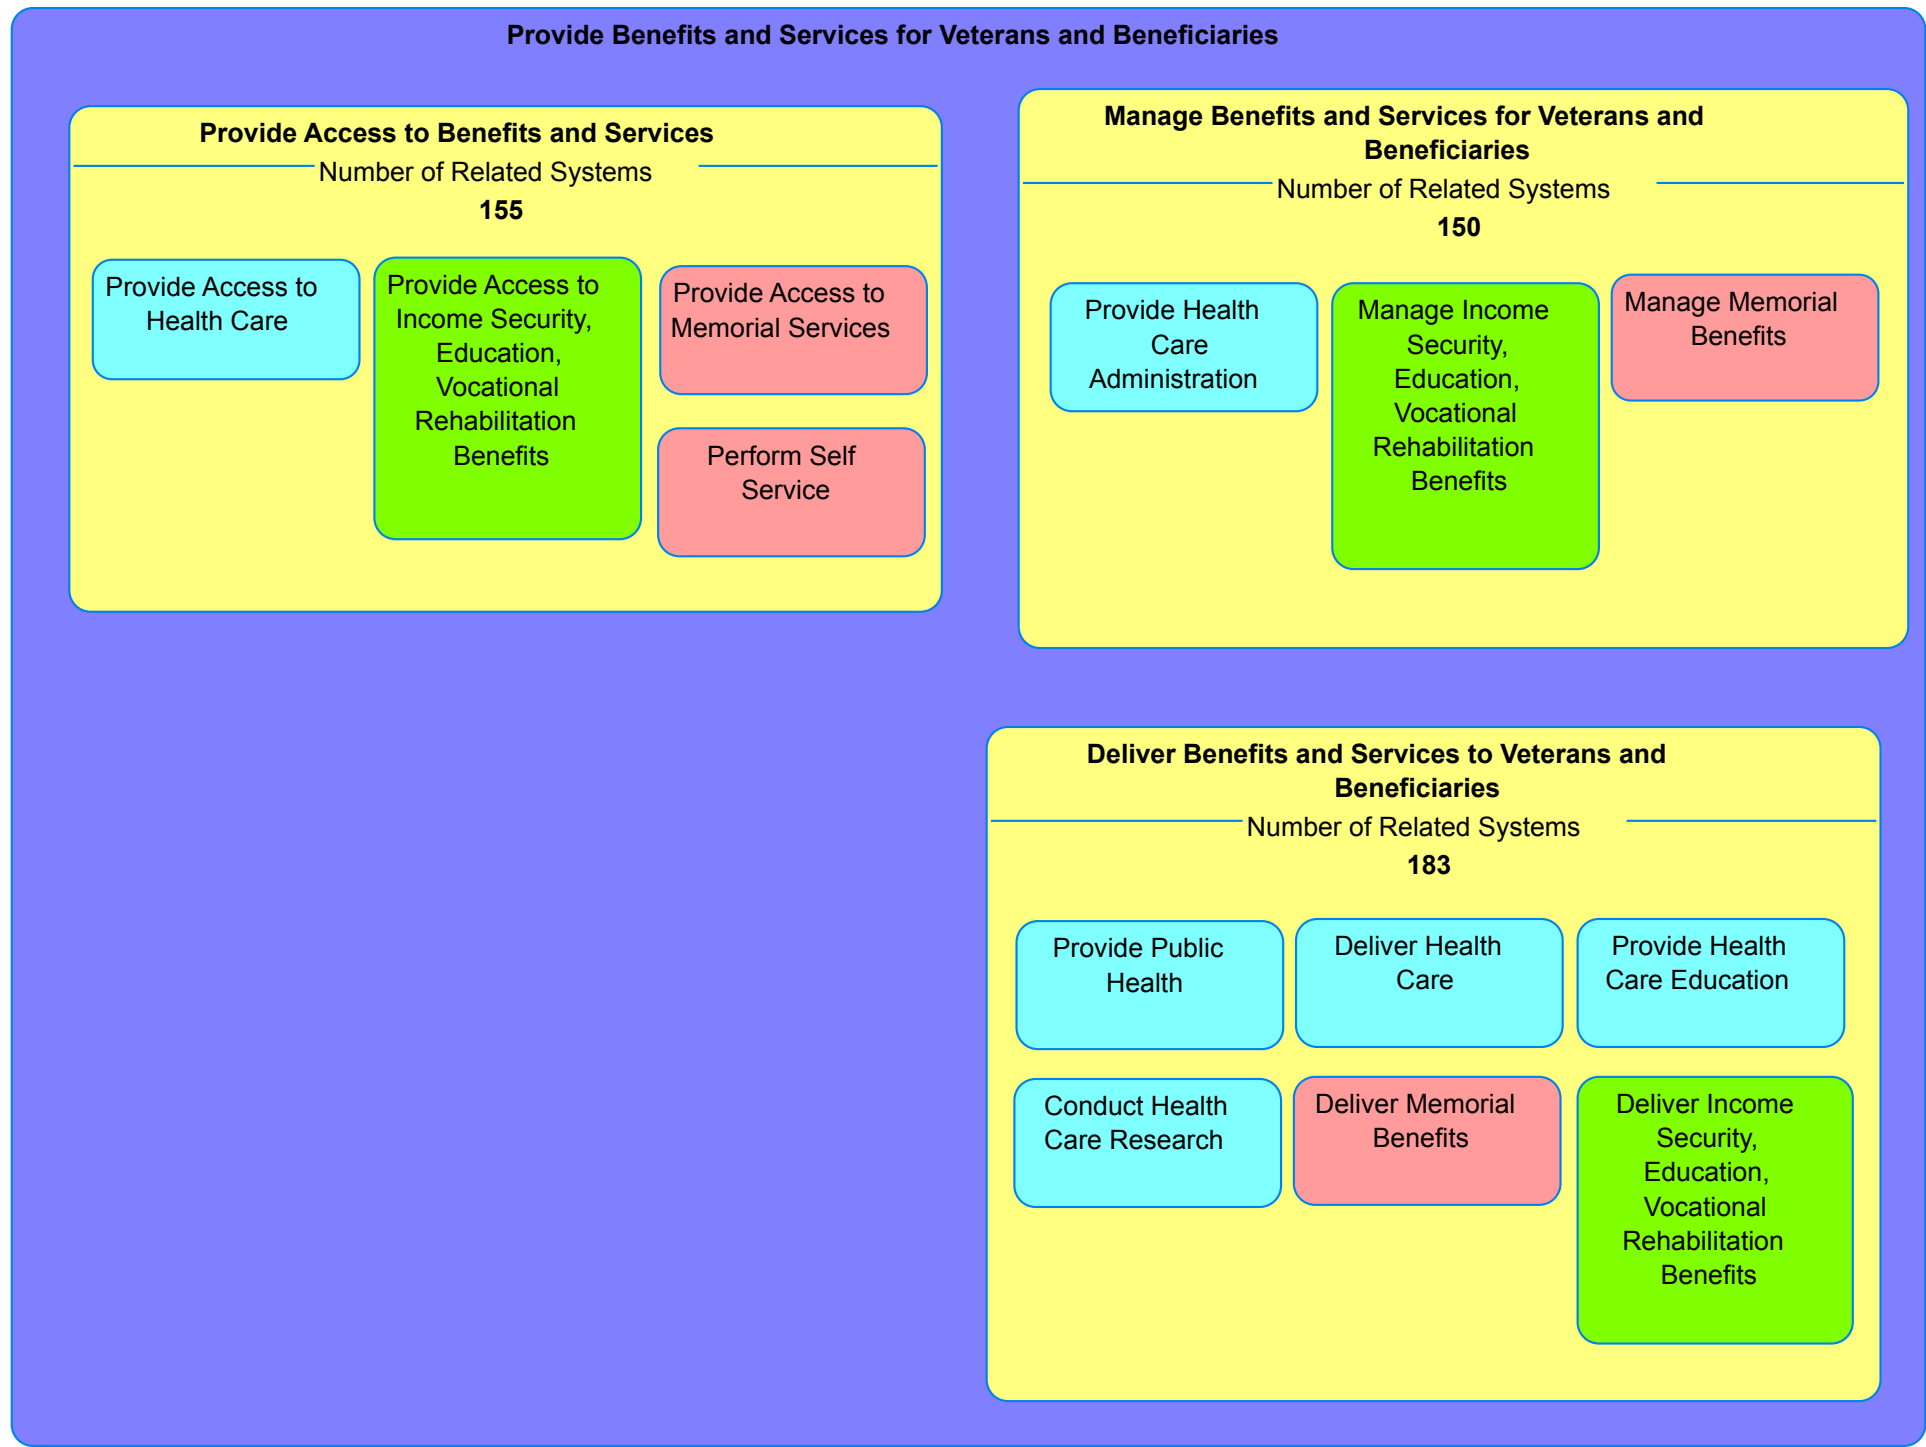 Provide Benefits and Services for Veterans and Beneficiaries
Provide Access to Benefits and Services
Number of Related Systems
155
Provide Access to
Health Care
Provide Access to
Income Security,
Education,
Vocational
Rehabilitation
Benefits
Provide Access to
Memorial Services
Perform Self
Service
Manage Benefits and Services for Veterans and
Beneficiaries
Number of Related Systems
150
Provide Health
Care
Administration
Manage Income
Security,
Education,
Vocational
Rehabilitation
Benefits
Manage Memorial
Benefits
Deliver Benefits and Services to Veterans and
Beneficiaries
Number of Related Systems
183
Provide Public
Health
Deliver Health
Care
Provide Health
Care Education
Conduct Health
Care Research
Deliver Memorial
Benefits
Deliver Income
Security,
Education,
Vocational
Rehabilitation
Benefits